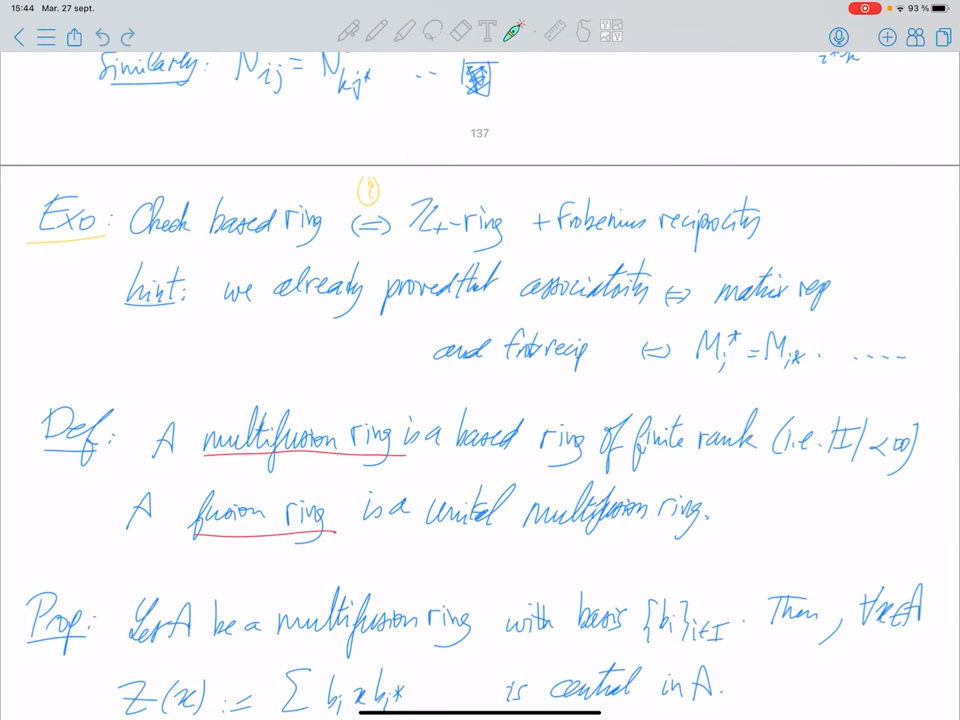 15:44 Mar. 27 sept. 93 %
Similarly: N_ij = N_kj* ..
137
Exo: Check based ring (?) <=> Z+-ring + Frobenius reciprocity
hint: we already proved that associativity <=> matrix rep
and frob recip <=> M_i* = M_i*. ....
Def: A multifusion ring is a based ring of finite rank (i.e. |I| < ∞)
A fusion ring is a unital multifusion ring.
Prop: Let A be a multifusion ring with basis {b_i}_{i∈I}. Then, ∀x∈A
Z(x) := Σ b_i x b_i* is central in A.